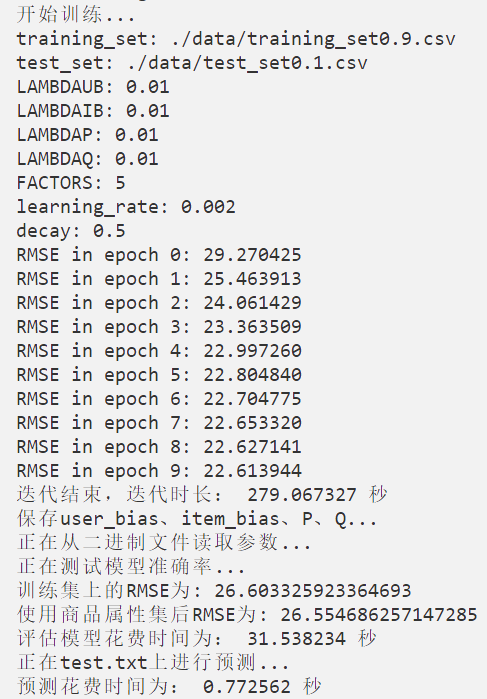 开始训练...
training_set: ./data/training_set0.9.csv
test_set: ./data/test_set0.1.csv
LAMBDAUB: 0.01
LAMBDAIB: 0.01
LAMBDAP: 0.01
LAMBDAQ: 0.01
FACTORS: 5
learning_rate: 0.002
decay: 0.5
RMSE in epoch 0: 29.270425
RMSE in epoch 1: 25.463913
RMSE in epoch 2: 24.061429
RMSE in epoch 3: 23.363509
RMSE in epoch 4: 22.997260
RMSE in epoch 5: 22.804840
RMSE in epoch 6: 22.704775
RMSE in epoch 7: 22.653320
RMSE in epoch 8: 22.627141
RMSE in epoch 9: 22.613944
迭代结束，迭代时长： 279.067327 秒
保存user_bias、item_bias、P、Q...
正在从二进制文件读取参数...
正在测试模型准确率...
训练集上的RMSE为: 26.603325923364693
使用商品属性集后RMSE为: 26.554686257147285
评估模型花费时间为： 31.538234 秒
正在test.txt上进行预测...
预测花费时间为： 0.772562 秒